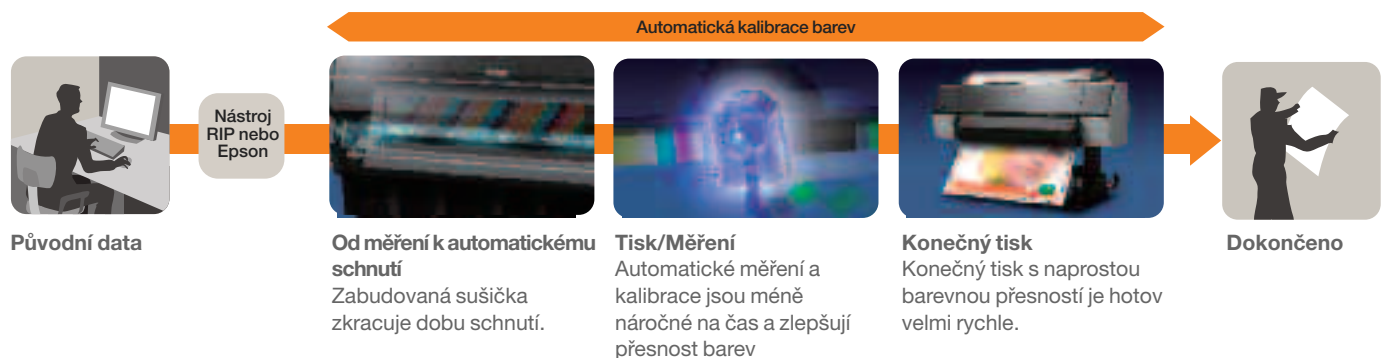 Automatická kalibrace barev
Nástroj
RIP nebo
Epson
Původní data
Od měření k automatickému
schnutí
Zabudovaná sušička
zkracuje dobu schnutí.
Tisk/Měření
Automatické měření a
kalibrace jsou méně
náročné na čas a zlepšují
přesnost barev
Konečný tisk
Konečný tisk s naprostou
barevnou přesností je hotov
velmi rychle.
Dokončeno